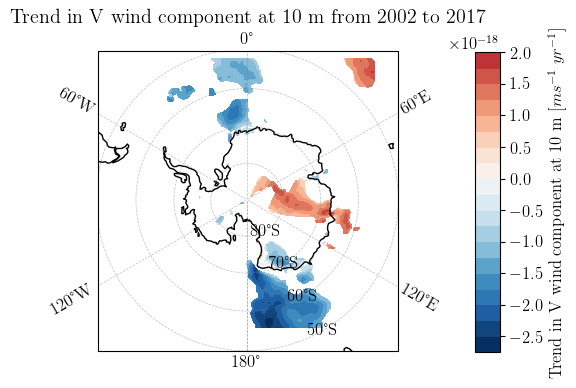 Trend in V wind component at 10 m from 2002 to 2017
0°
×10⁻¹⁸
60°W
60°E
80°S
70°S
60°S
50°S
120°W
120°E
180°
2.0
1.5
1.0
0.5
0.0
−0.5
−1.0
−1.5
−2.0
−2.5
Trend in V wind component at 10 m [ms⁻¹ yr⁻¹]